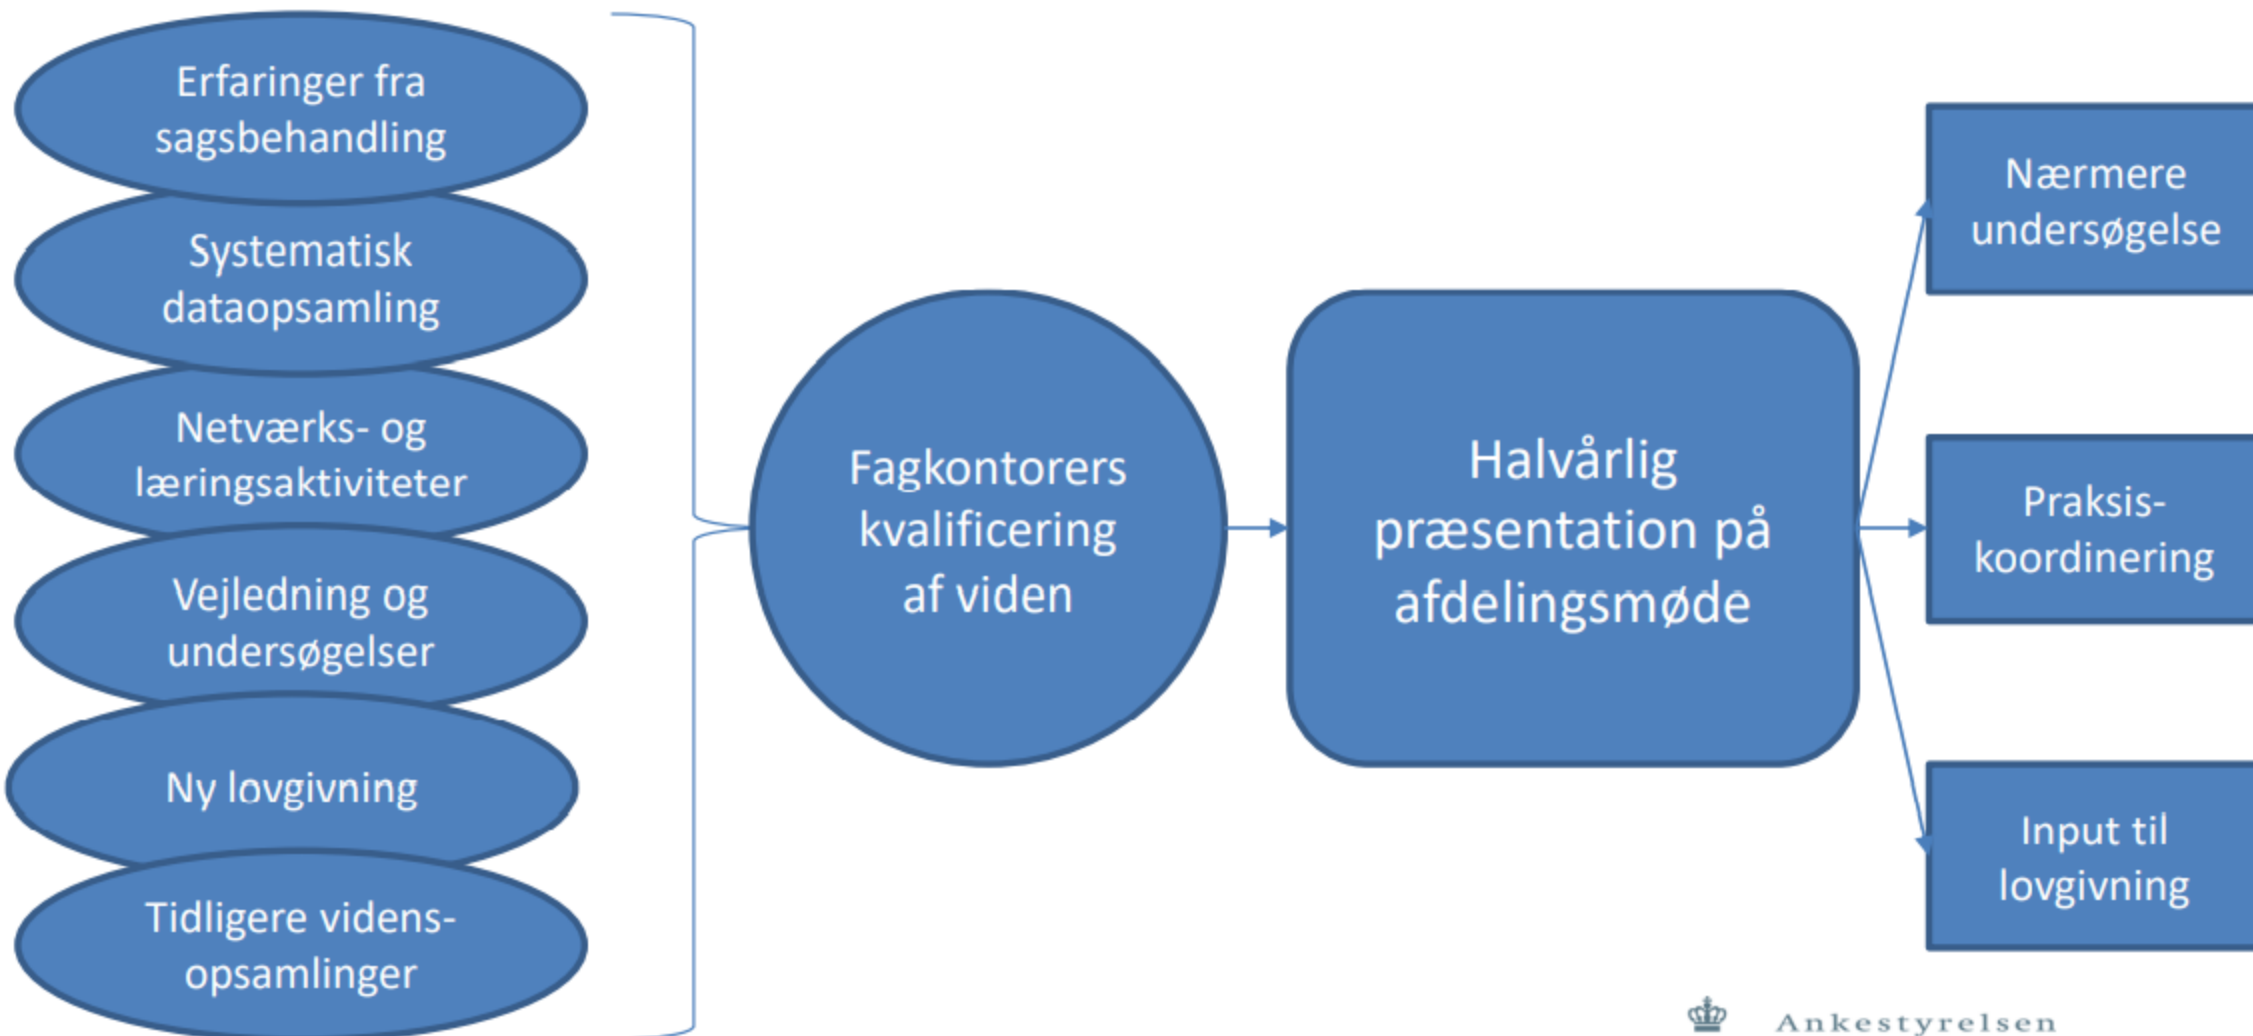 Erfaringer fra
sagsbehandling
Systematisk
dataopsamling
Netværks- og
læringsaktiviteter
Vejledning og
undersøgelser
Ny lovgivning
Tidligere videns-
opsamlinger
Fagkontorers
kvalificering
af viden
Halvårlig
præsentation på
afdelingsmøde
Nærmere
undersøgelse
Praksis-
koordinering
Input til
lovgivning
Ankestyrelsen